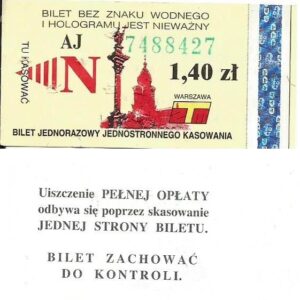 BILET BEZ ZNAKU WODNEGO
I HOLOGRAMU JEST NIEWAŻNY
TU KASOWAĆ
AJ 7488427
N 1,40 zł
WARSZAWA
BILET JEDNORAZOWY JEDNOSTRONNEGO KASOWANIA
Uiszczenie PEŁNEJ OPŁATY
odbywa się poprzez skasowanie
JEDNEJ STRONY BILETU.
BILET ZACHOWAĆ
DO KONTROLI.